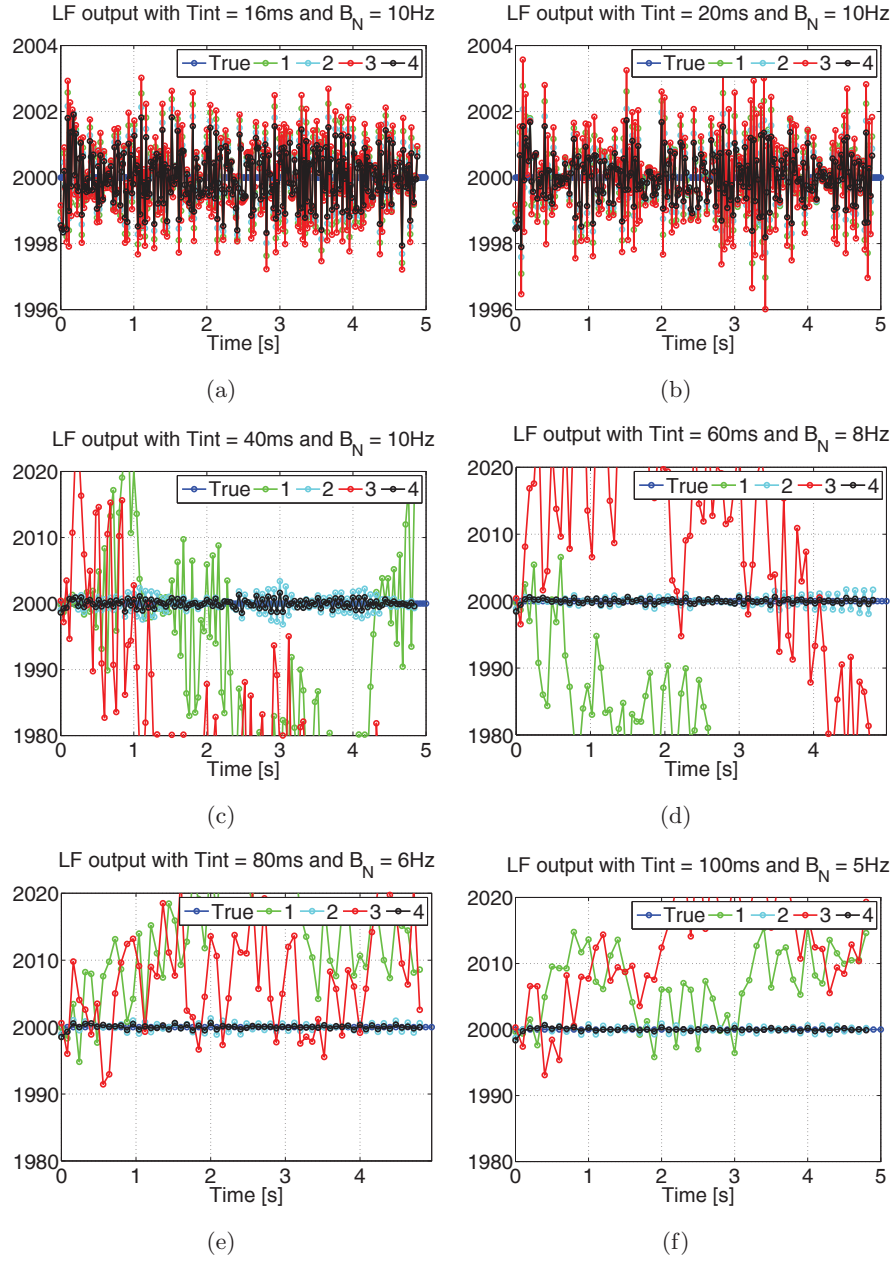 LF output with Tint = 16ms and B_N = 10Hz
2004
2002
2000
1998
1996
True 1 2 3 4
0 1 2 3 4 5
Time [s]
(a)
LF output with Tint = 20ms and B_N = 10Hz
2004
2002
2000
1998
1996
True 1 2 3 4
0 1 2 3 4 5
Time [s]
(b)
LF output with Tint = 40ms and B_N = 10Hz
2020
2010
2000
1990
1980
True 1 2 3 4
0 1 2 3 4 5
Time [s]
(c)
LF output with Tint = 60ms and B_N = 8Hz
2020
2010
2000
1990
1980
True 1 2 3 4
0 1 2 3 4
Time [s]
(d)
LF output with Tint = 80ms and B_N = 6Hz
2020
2010
2000
1990
1980
True 1 2 3 4
0 1 2 3 4
Time [s]
(e)
LF output with Tint = 100ms and B_N = 5Hz
2020
2010
2000
1990
1980
True 1 2 3 4
0 1 2 3 4 5
Time [s]
(f)